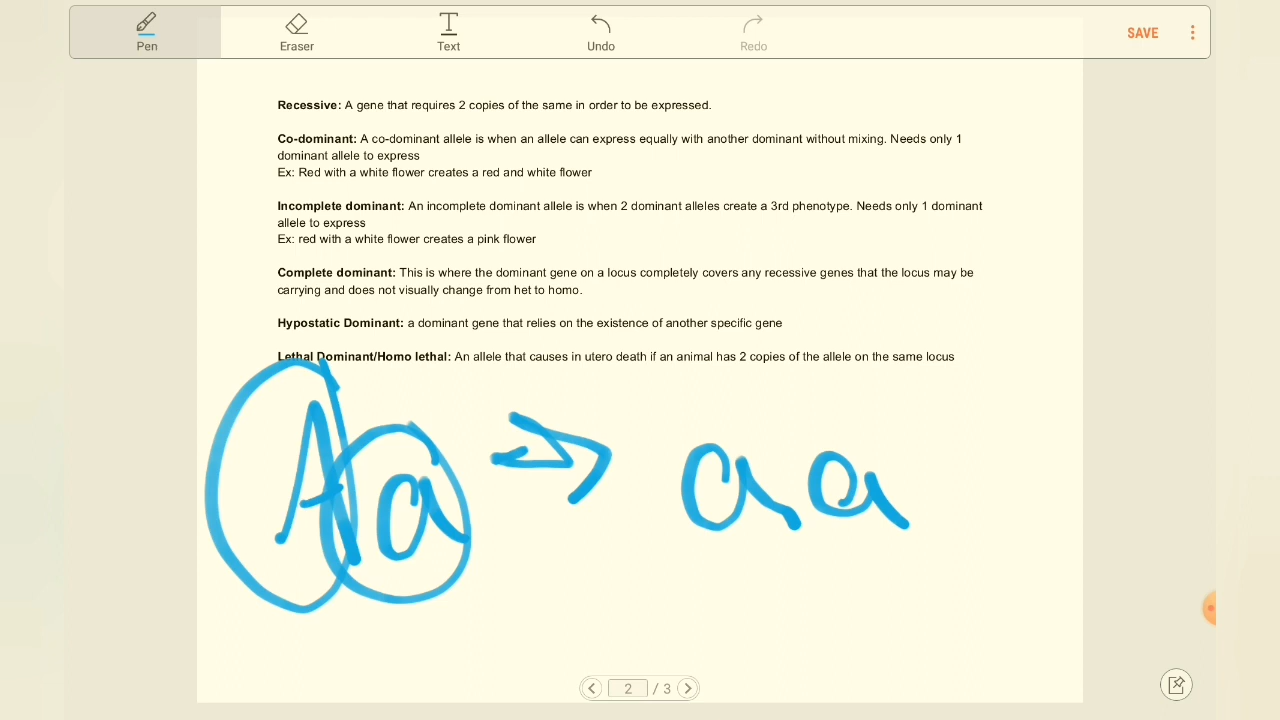 Pen Eraser Text Undo Redo SAVE
Recessive: A gene that requires 2 copies of the same in order to be expressed.
Co-dominant: A co-dominant allele is when an allele can express equally with another dominant without mixing. Needs only 1
dominant allele to express
Ex: Red with a white flower creates a red and white flower
Incomplete dominant: An incomplete dominant allele is when 2 dominant alleles create a 3rd phenotype. Needs only 1 dominant
allele to express
Ex: red with a white flower creates a pink flower
Complete dominant: This is where the dominant gene on a locus completely covers any recessive genes that the locus may be
carrying and does not visually change from het to homo.
Hypostatic Dominant: a dominant gene that relies on the existence of another specific gene
Lethal Dominant/Homo lethal: An allele that causes in utero death if an animal has 2 copies of the allele on the same locus
Aa → aa
2 / 3